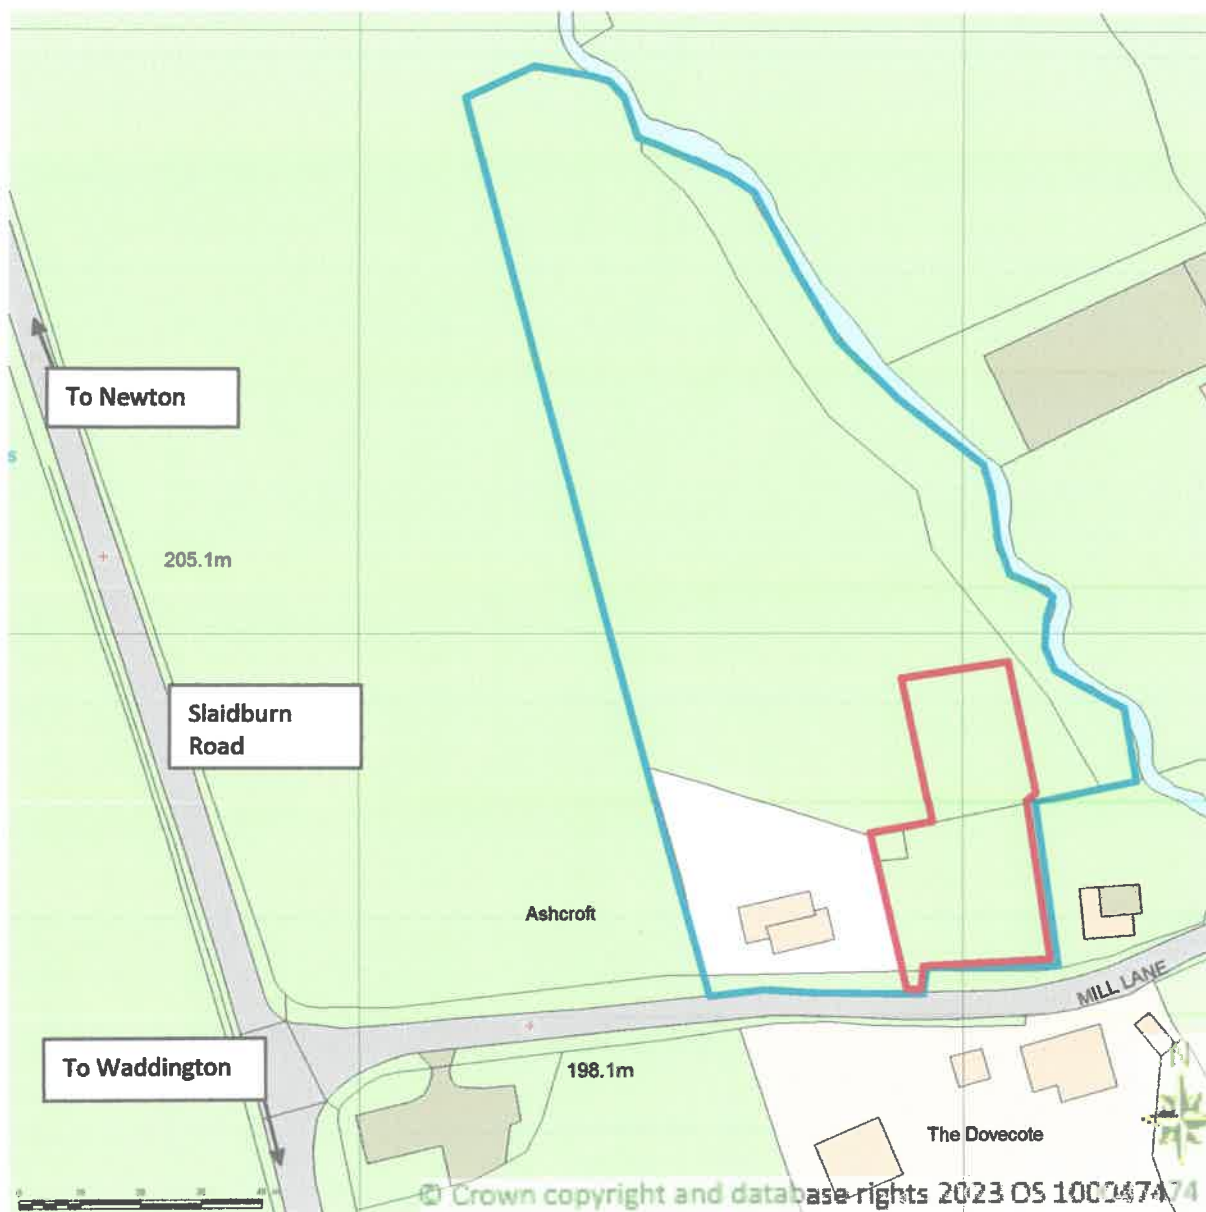 To Newton
s
205.1m
Slaidburn
Road
Ashcroft
MILL LANE
To Waddington
198.1m
N
The Dovecote
© Crown copyright and database rights 2023 OS